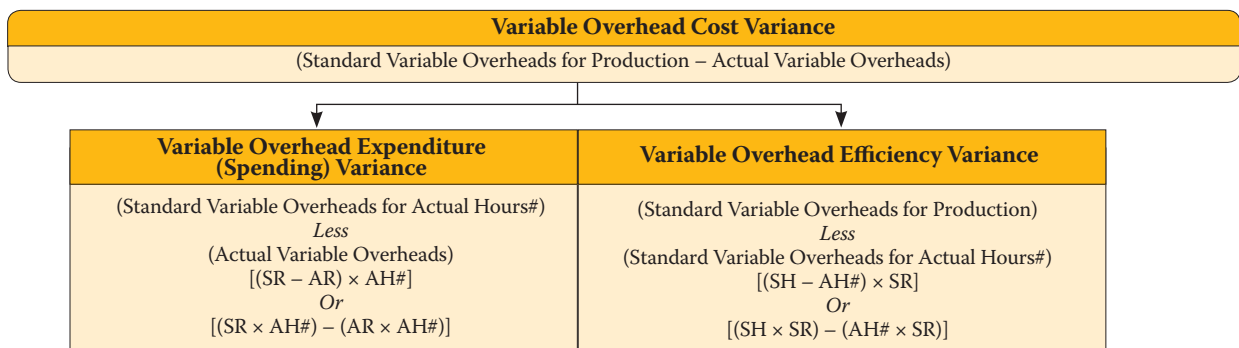 Variable Overhead Cost Variance
(Standard Variable Overheads for Production – Actual Variable Overheads)
Variable Overhead Expenditure
(Spending) Variance
(Standard Variable Overheads for Actual Hours#)
Less
(Actual Variable Overheads)
[(SR – AR) × AH#]
Or
[(SR × AH#) – (AR × AH#)]
Variable Overhead Efficiency Variance
(Standard Variable Overheads for Production)
Less
(Standard Variable Overheads for Actual Hours#)
[(SH – AH#) × SR]
Or
[(SH × SR) – (AH# × SR)]